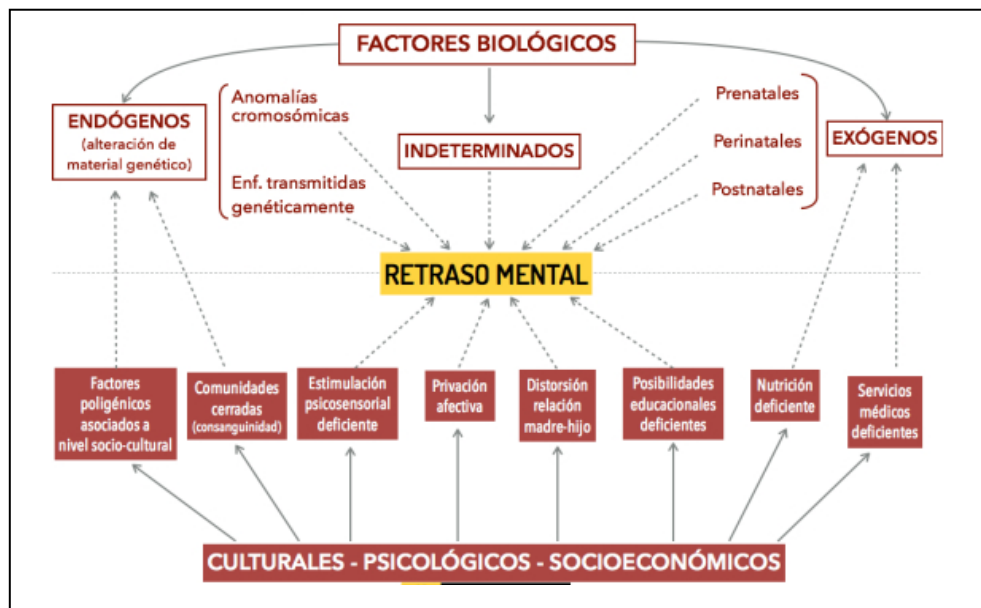 FACTORES BIOLÓGICOS
ENDÓGENOS
(alteración de
material genético)
Anomalías
cromosómicas
Enf. transmitidas
genéticamente
INDETERMINADOS
Prenatales
Perinatales
Postnatales
EXÓGENOS
RETRASO MENTAL
Factores
poligénicos
asociados a
nivel socio-cultural
Comunidades
cerradas
(consanguinidad)
Estimulación
psicosensorial
deficiente
Privación
afectiva
Distorsión
relación
madre-hijo
Posibilidades
educacionales
deficientes
Nutrición
deficiente
Servicios
médicos
deficientes
CULTURALES - PSICOLÓGICOS - SOCIOECONÓMICOS